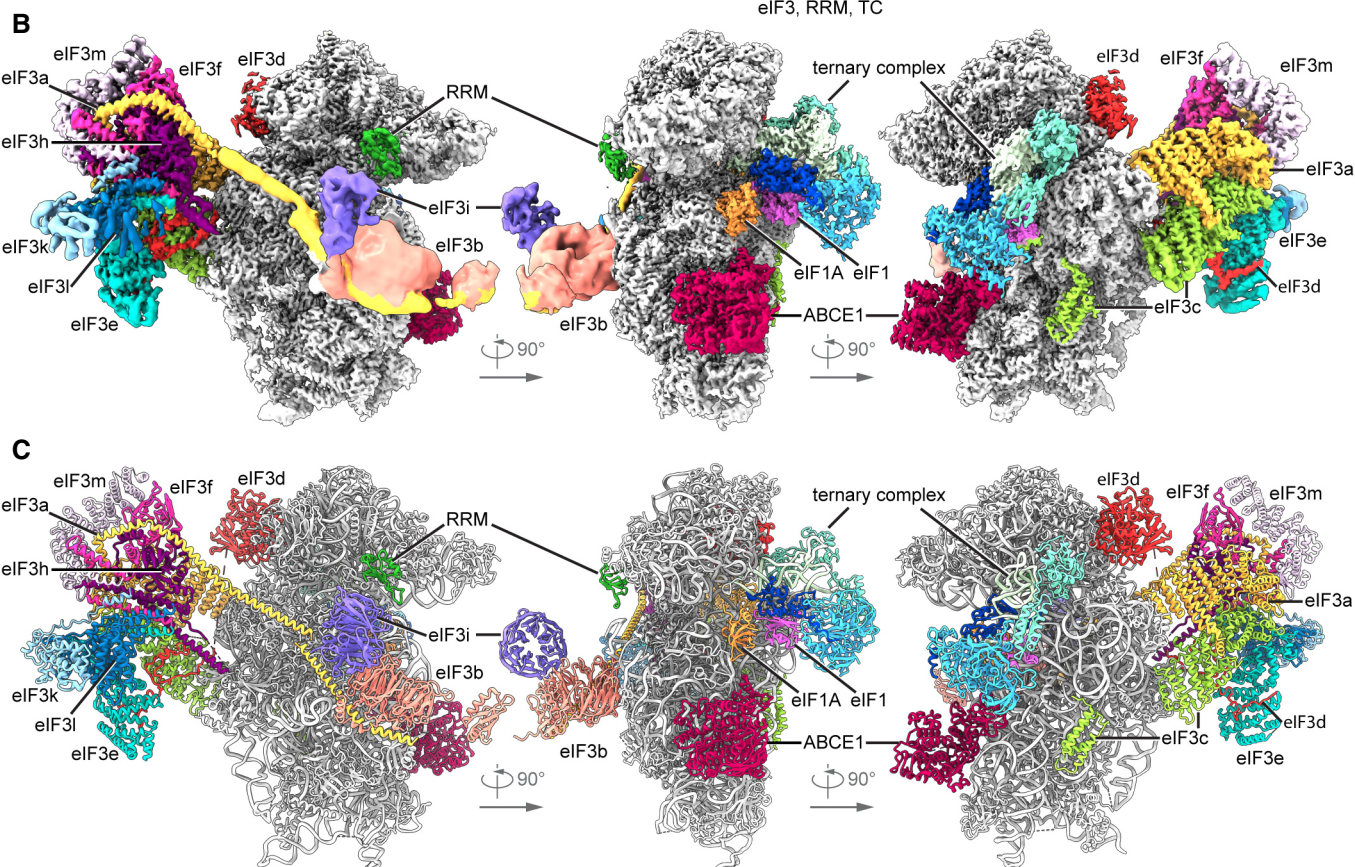 eIF3, RRM, TC
B
eIF3m
eIF3f
eIF3d
eIF3a
RRM
eIF3h
eIF3i
eIF3k
eIF3b
eIF3l
eIF3e
90°
ternary complex
eIF1A
eIF1
eIF3b
ABCE1
90°
eIF3d
eIF3f
eIF3m
eIF3a
eIF3e
eIF3d
eIF3c
C
eIF3m
eIF3f
eIF3d
eIF3a
RRM
eIF3h
eIF3i
eIF3b
eIF3k
eIF3l
eIF3e
90°
ternary complex
eIF1A
eIF1
eIF3b
ABCE1
90°
eIF3d
eIF3f
eIF3m
eIF3a
eIF3d
eIF3c
eIF3e